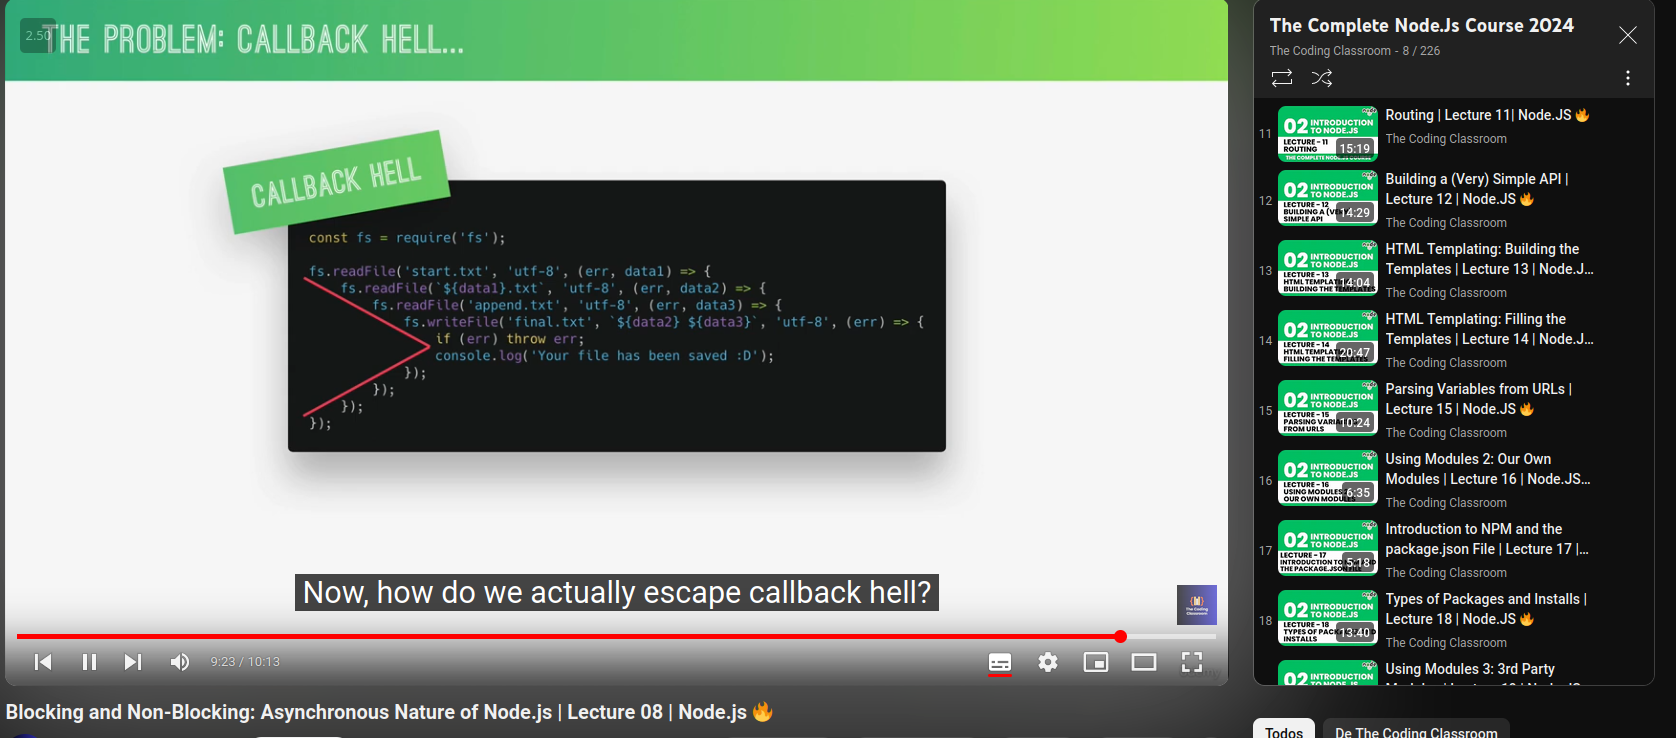 2.50
THE PROBLEM: CALLBACK HELL...
CALLBACK HELL
const fs = require('fs');
fs.readFile('start.txt', 'utf-8', (err, data1) => {
fs.readFile(`${data1}.txt`, 'utf-8', (err, data2) => {
fs.readFile('append.txt', 'utf-8', (err, data3) => {
fs.writeFile('final.txt', `${data2} ${data3}`, 'utf-8', (err) => {
if (err) throw err;
console.log('Your file has been saved :D');
});
});
});
});
Now, how do we actually escape callback hell?
The Coding
Classroom
9:23 / 10:13
Blocking and Non-Blocking: Asynchronous Nature of Node.js | Lecture 08 | Node.js 🔥
The Complete Node.Js Course 2024
The Coding Classroom - 8 / 226
11
02 INTRODUCTION
TO NODE.JS
LECTURE - 11
ROUTING
THE COMPLETE NODE.JS COURSE
15:19
Routing | Lecture 11| Node.JS 🔥
The Coding Classroom
12
02 INTRODUCTION
TO NODE.JS
LECTURE - 12
BUILDING A (VERY)
SIMPLE API
14:29
Building a (Very) Simple API |
Lecture 12 | Node.JS 🔥
The Coding Classroom
13
02 INTRODUCTION
TO NODE.JS
LECTURE - 13
HTML TEMPLATING
BUILDING THE TEMPLATES
14:04
HTML Templating: Building the
Templates | Lecture 13 | Node.J...
The Coding Classroom
14
02 INTRODUCTION
TO NODE.JS
LECTURE - 14
HTML TEMPLATING
FILLING THE TEMPLATES
20:47
HTML Templating: Filling the
Templates | Lecture 14 | Node.J...
The Coding Classroom
15
02 INTRODUCTION
TO NODE.JS
LECTURE - 15
PARSING VARIABLES
FROM URLS
10:24
Parsing Variables from URLs |
Lecture 15 | Node.JS 🔥
The Coding Classroom
16
02 INTRODUCTION
TO NODE.JS
LECTURE - 16
USING MODULES
OUR OWN MODULES
6:35
Using Modules 2: Our Own
Modules | Lecture 16 | Node.JS...
The Coding Classroom
17
02 INTRODUCTION
TO NODE.JS
LECTURE - 17
INTRODUCTION TO
THE PACKAGE.JSON FILE
5:18
Introduction to NPM and the
package.json File | Lecture 17 |...
The Coding Classroom
18
02 INTRODUCTION
TO NODE.JS
LECTURE - 18
TYPES OF PACKAGES AND
INSTALLS
13:40
Types of Packages and Installs |
Lecture 18 | Node.JS 🔥
The Coding Classroom
02 INTRODUCTION
TO NODE.JS
Using Modules 3: 3rd Party
Todos
De The Coding Classroom